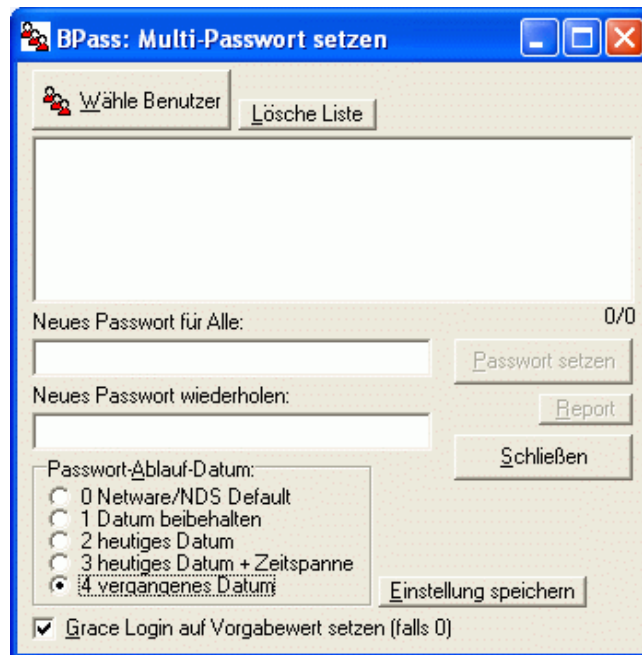 BPass: Multi-Passwort setzen
Wähle Benutzer
Lösche Liste
0/0
Neues Passwort für Alle:
Passwort setzen
Neues Passwort wiederholen:
Report
Schließen
Passwort-Ablauf-Datum:
0 Netware/NDS Default
1 Datum beibehalten
2 heutiges Datum
3 heutiges Datum + Zeitspanne
4 vergangenes Datum
Einstellung speichern
Grace Login auf Vorgabewert setzen (falls 0)